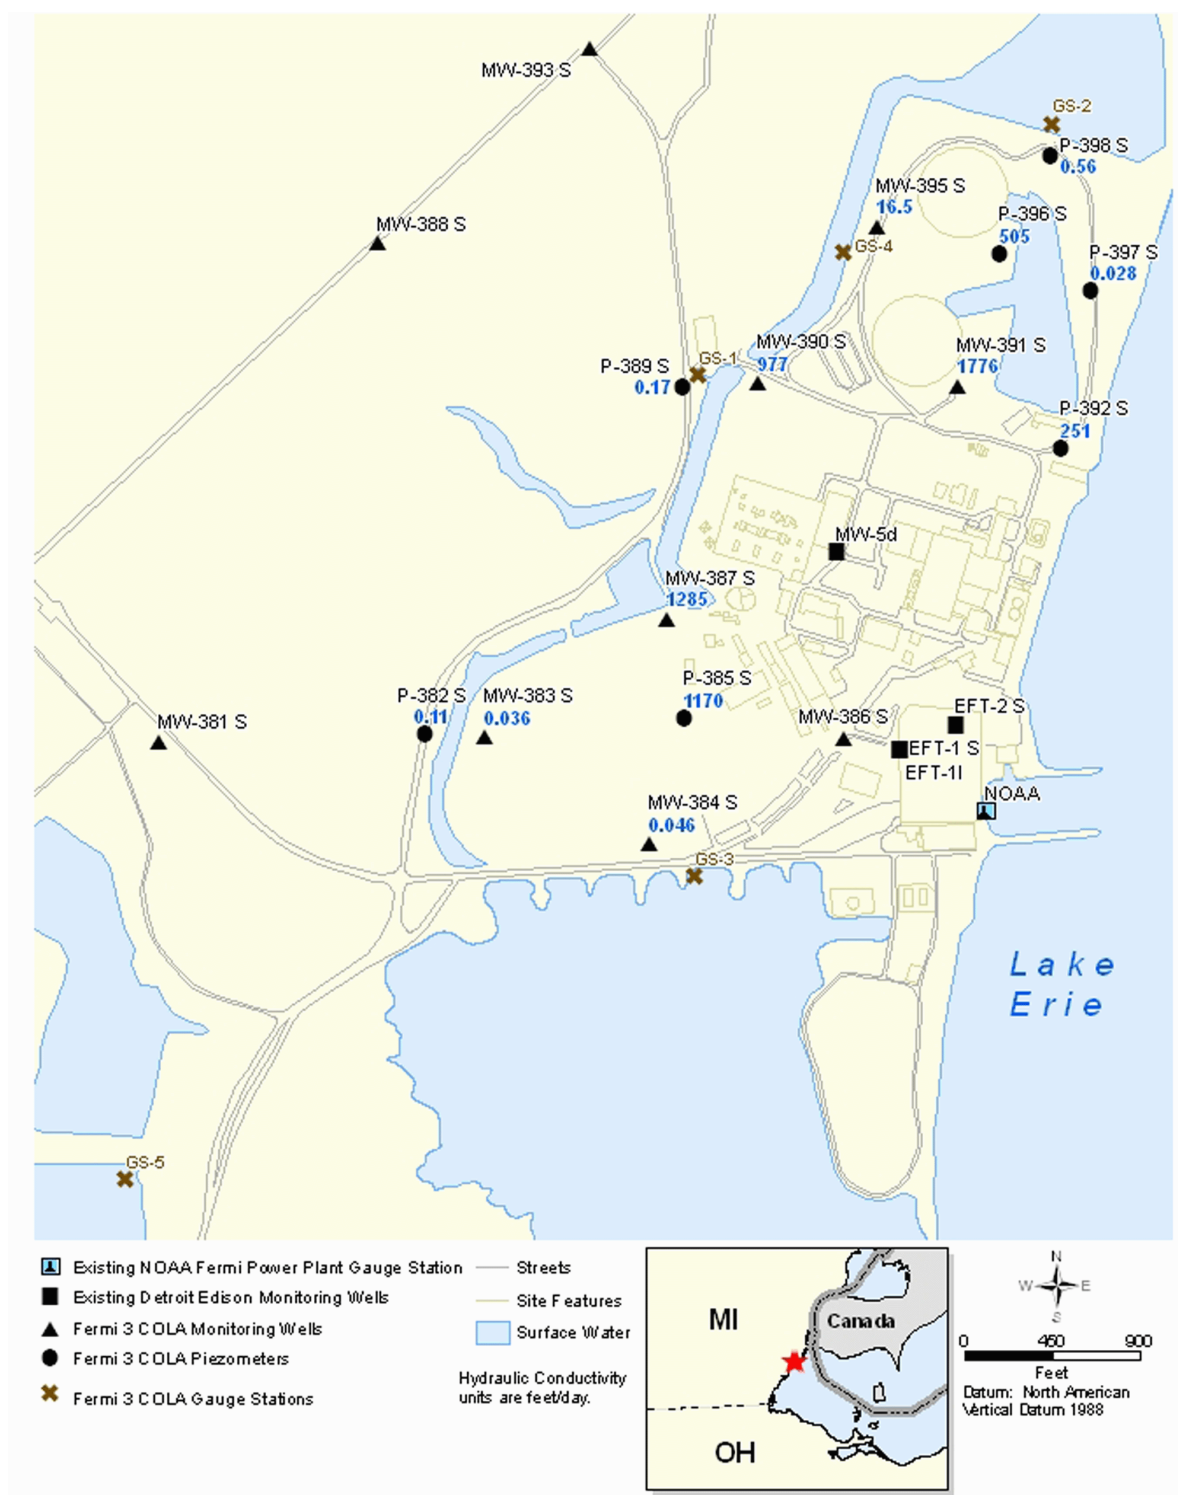 MW-393 S
GS-2
P-398 S
0.56
MW-395 S
16.5
MW-388 S
P-396 S
505
GS-4
P-397 S
0.028
MW-390 S
977
MW-391 S
1776
GS-1
P-389 S
0.17
P-392 S
251
MW-5d
MW-387 S
1285
P-385 S
1170
P-382 S
0.11
MW-383 S
0.036
MW-381 S
MW-386 S
EFT-2 S
EFT-1 S
EFT-1I
NOAA
MW-384 S
0.046
GS-3
Lake
Erie
GS-5
Existing NOAA Fermi Power Plant Gauge Station
Existing Detroit Edison Monitoring Wells
Fermi 3 COLA Monitoring Wells
Fermi 3 COLA Piezometers
Fermi 3 COLA Gauge Stations
Streets
Site Features
Surface Water
Hydraulic Conductivity
units are feet/day.
MI
Canada
OH
N
W E
S
0 450 900
Feet
Datum: North American
Vertical Datum 1988